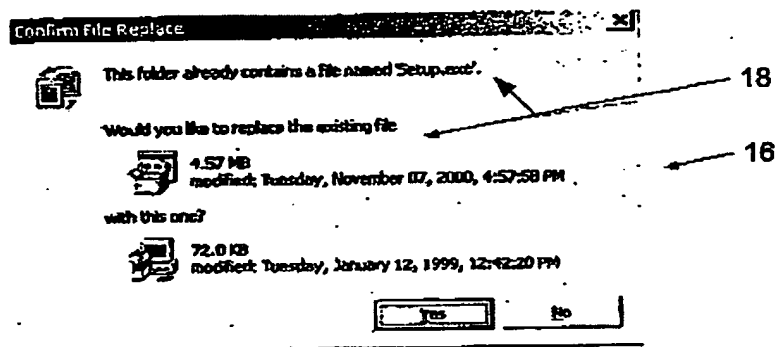 Confirm File Replace
This folder already contains a file named 'Setup.exe'.
18
Would you like to replace the existing file
16
4.57 MB
modified: Tuesday, November 07, 2000, 4:57:58 PM
with this one?
72.0 KB
modified: Tuesday, January 12, 1999, 12:42:20 PM
Yes
No